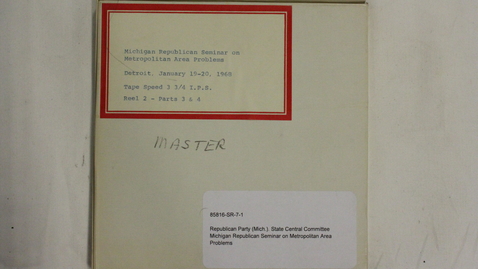 Michigan Republican Seminar on
Metropolitan Area Problems
Detroit, January 19-20, 1968
Tape Speed 3 3/4 I.P.S.
Reel 2 - Parts 3 & 4
MASTER
85816-SR-7-1
Republican Party (Mich.). State Central Committee
Michigan Republican Seminar on Metropolitan Area
Problems